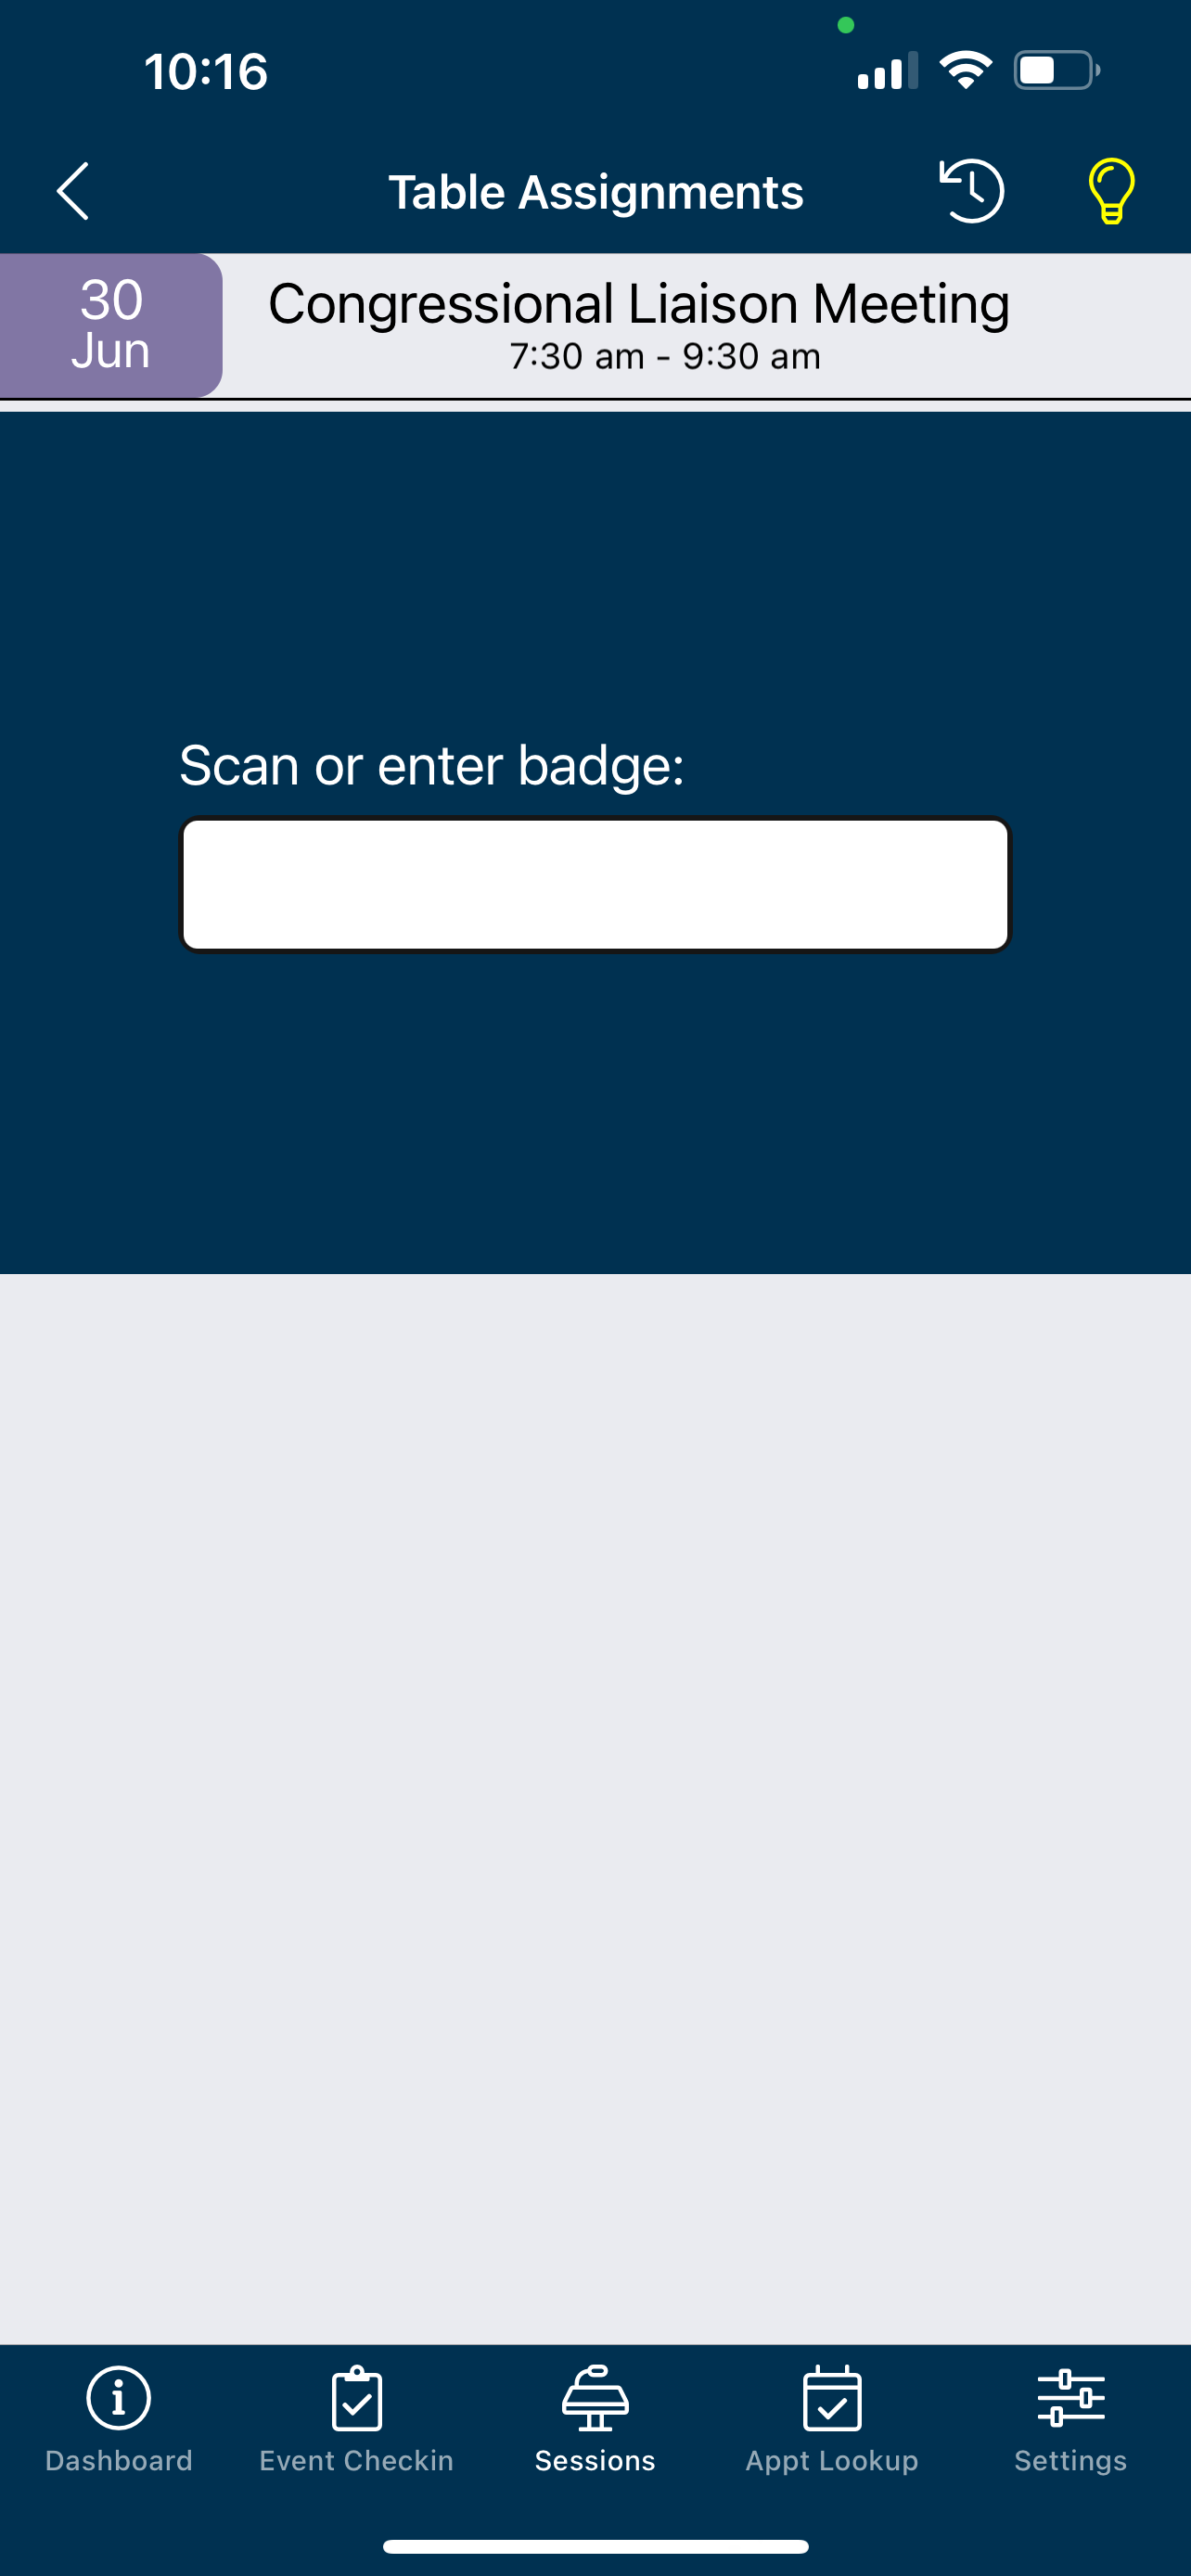 10:16
Table Assignments
30
Jun
Congressional Liaison Meeting
7:30 am - 9:30 am
Scan or enter badge:
Dashboard
Event Checkin
Sessions
Appt Lookup
Settings